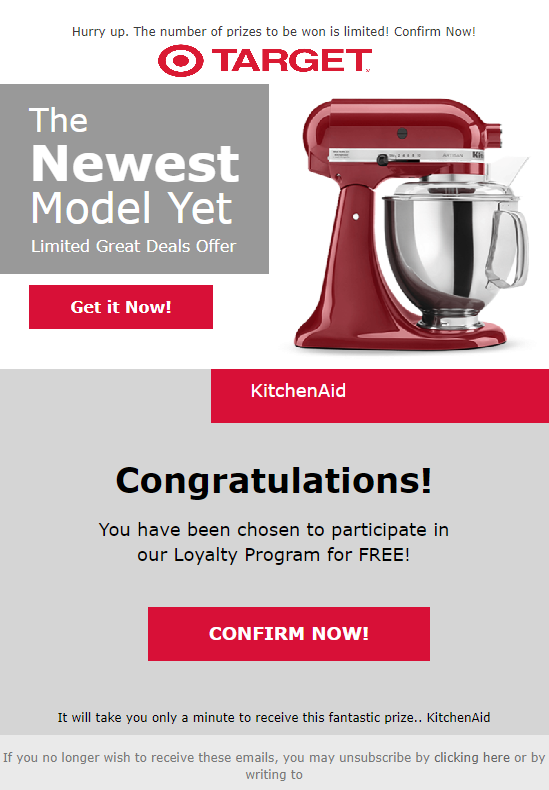 Hurry up. The number of prizes to be won is limited! Confirm Now!
TARGET
The
Newest
Model Yet
Limited Great Deals Offer
Get it Now!
KitchenAid
Congratulations!
You have been chosen to participate in
our Loyalty Program for FREE!
CONFIRM NOW!
It will take you only a minute to receive this fantastic prize.. KitchenAid
If you no longer wish to receive these emails, you may unsubscribe by clicking here or by
writing to